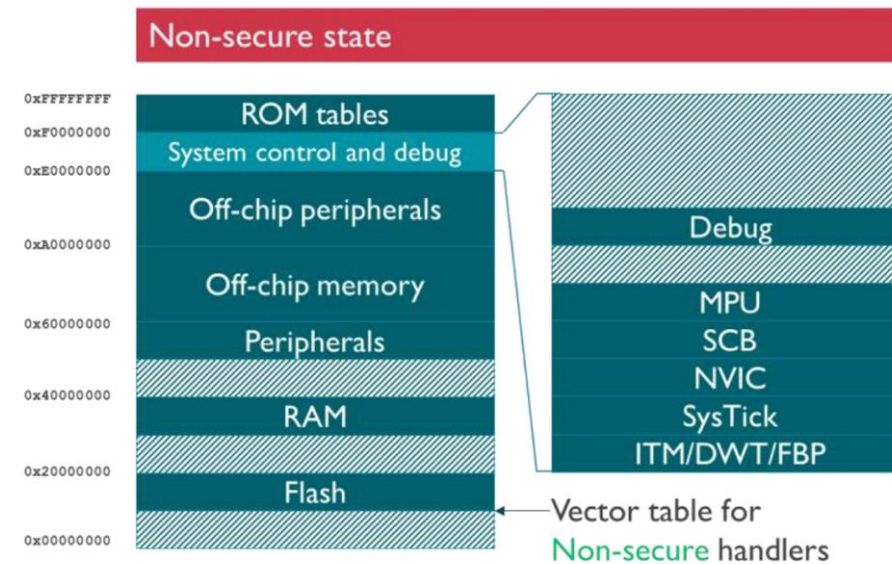 Non-secure state
0xFFFFFFFF
ROM tables
0xF0000000
System control and debug
0xE0000000
Off-chip peripherals
0xA0000000
Off-chip memory
0x60000000
Peripherals
0x40000000
RAM
0x20000000
Flash
0x00000000
Debug
MPU
SCB
NVIC
SysTick
ITM/DWT/FBP
Vector table for
Non-secure handlers